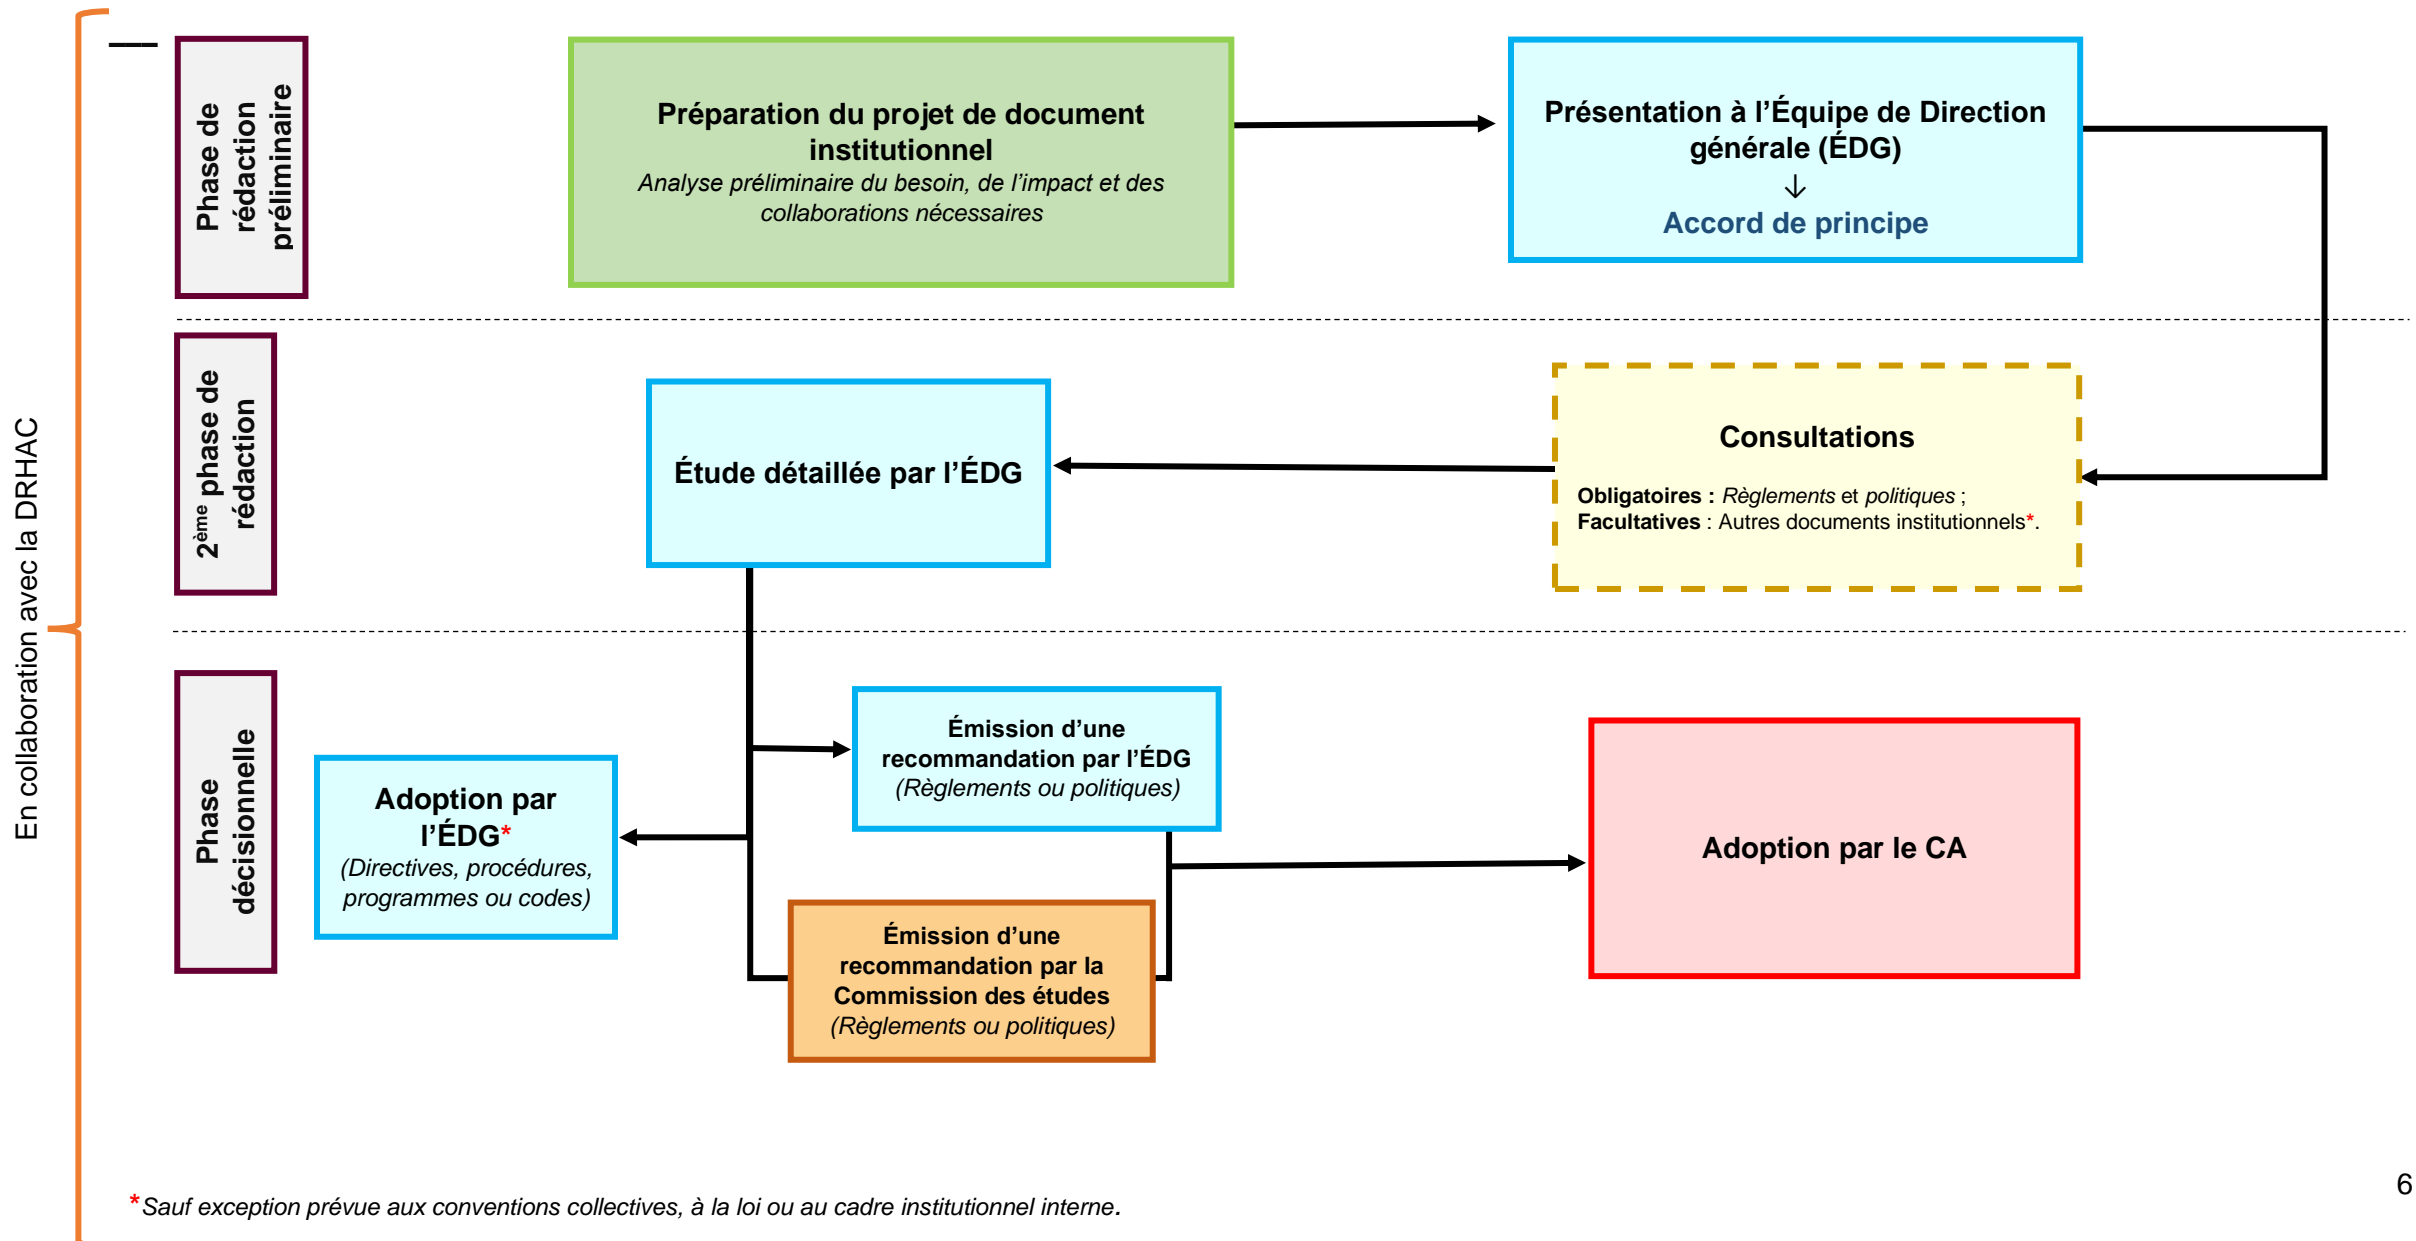 En collaboration avec la DRHAC
Phase de
rédaction
préliminaire
Préparation du projet de document
institutionnel
Analyse préliminaire du besoin, de l’impact et des
collaborations nécessaires
Présentation à l’Équipe de Direction
générale (ÉDG)
↓
Accord de principe
2ème phase de
rédaction
Étude détaillée par l’ÉDG
Consultations
Obligatoires : Règlements et politiques ;
Facultatives : Autres documents institutionnels*.
Phase
décisionnelle
Adoption par
l’ÉDG*
(Directives, procédures,
programmes ou codes)
Émission d’une
recommandation par l’ÉDG
(Règlements ou politiques)
Émission d’une
recommandation par la
Commission des études
(Règlements ou politiques)
Adoption par le CA
*Sauf exception prévue aux conventions collectives, à la loi ou au cadre institutionnel interne.
6